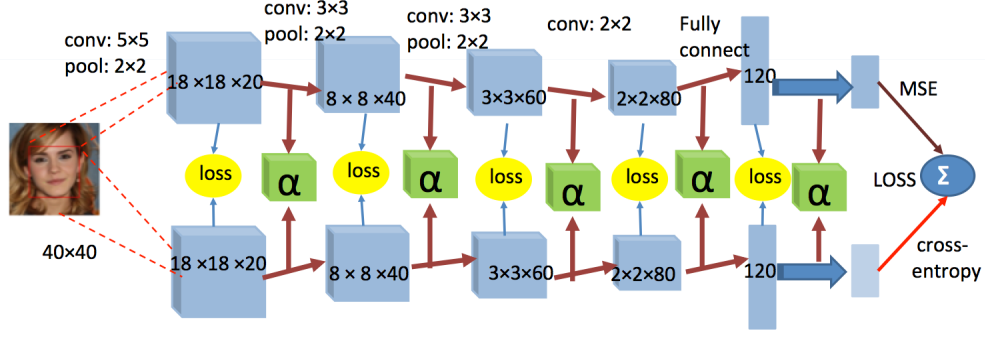 conv: 5×5
pool: 2×2
conv: 3×3
pool: 2×2
conv: 3×3
pool: 2×2
conv: 2×2
Fully
connect
18 ×18 ×20
8 × 8 ×40
3×3×60
2×2×80
120
MSE
loss
α
loss
α
loss
α
loss
α
loss
α
LOSS
Σ
40×40
18 ×18 ×20
8 × 8 ×40
3×3×60
2×2×80
120
cross-
entropy